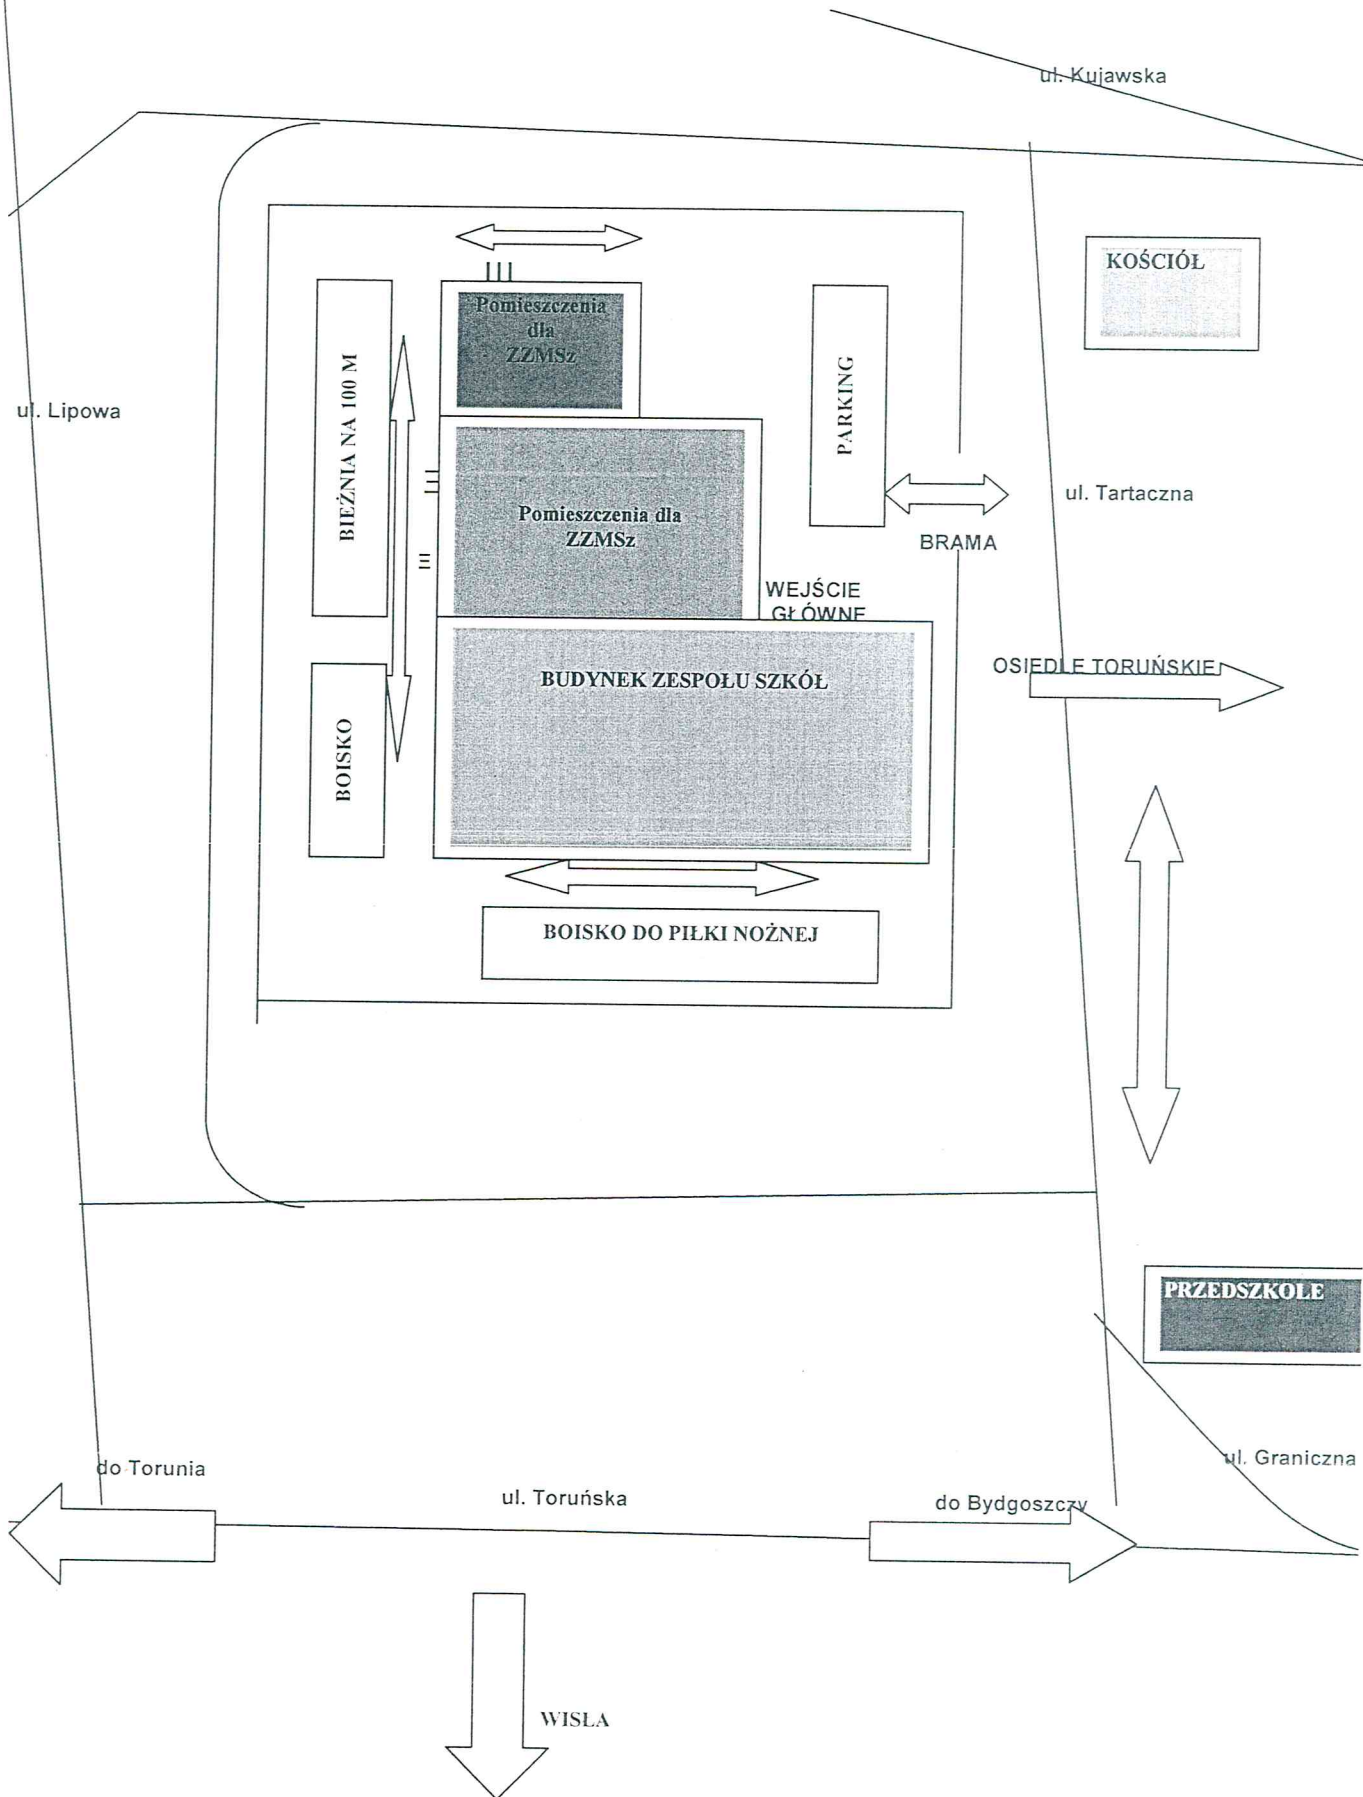 ul. Kujawska
KOŚCIÓŁ
Pomieszczenia
dla
ZZMSz
BIEŻNIA NA 100 M
PARKING
ul. Lipowa
ul. Tartaczna
Pomieszczenia dla
ZZMSz
BRAMA
WEJŚCIE
GŁÓWNE
OSIEDLE TORUŃSKIE
BUDYNEK ZESPOŁU SZKÓŁ
BOISKO
BOISKO DO PIŁKI NOŻNEJ
PRZEDSZKOLE
ul. Graniczna
do Torunia
ul. Toruńska
do Bydgoszczy
WISŁA